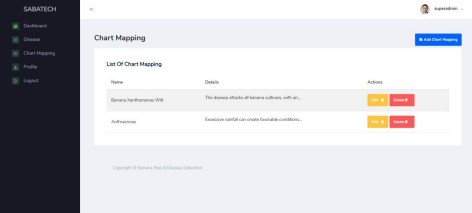 SABATECH
superadmin
Dashboard
Disease
Chart Mapping
Profile
Logout
Chart Mapping
Add Chart Mapping
List Of Chart Mapping
Name Details Actions
Banana Xanthomonas Wilt The disease attacks all banana cultivars, with an... Edit Delete
Anthracnose Excessive rainfall can create favorable conditions... Edit Delete
Copyright © Banana Pest & Disease Detection